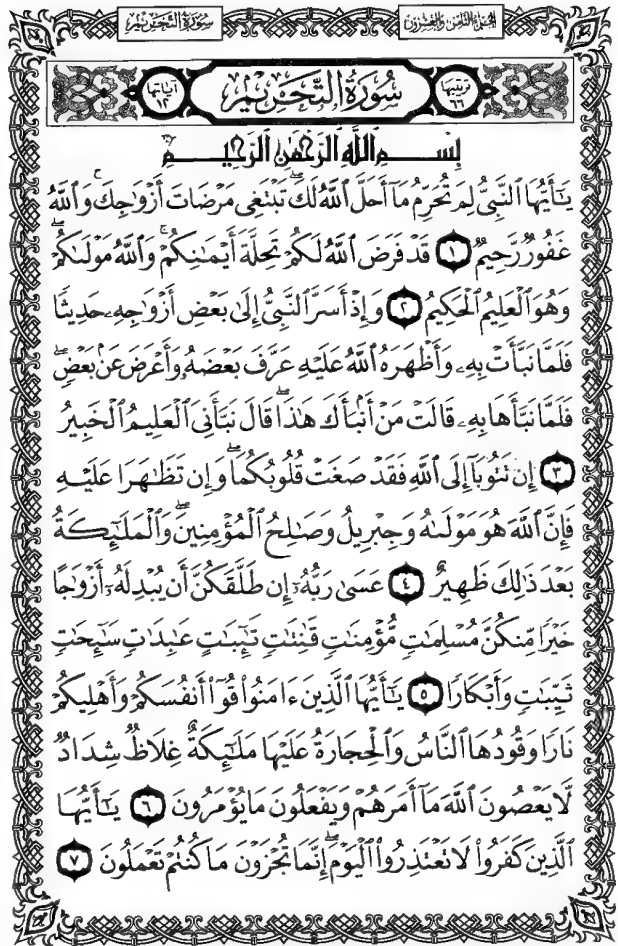 سورة التحريم
الجزء الثامن والعشرون
آياتها ١٢
سُورَةُ التَّحْرِيمِ
ترتيبها ٦٦
بِسْمِ اللَّهِ الرَّحْمَٰنِ الرَّحِيمِ
يَٰٓأَيُّهَا ٱلنَّبِيُّ لِمَ تُحَرِّمُ مَآ أَحَلَّ ٱللَّهُ لَكَۖ تَبْتَغِى مَرْضَاتَ أَزْوَٰجِكَۚ وَٱللَّهُ
غَفُورٌ رَّحِيمٌ ١ قَدْ فَرَضَ ٱللَّهُ لَكُمْ تَحِلَّةَ أَيْمَٰنِكُمْۚ وَٱللَّهُ مَوْلَىٰكُمْۖ
وَهُوَ ٱلْعَلِيمُ ٱلْحَكِيمُ ٢ وَإِذْ أَسَرَّ ٱلنَّبِيُّ إِلَىٰ بَعْضِ أَزْوَٰجِهِۦ حَدِيثًا
فَلَمَّا نَبَّأَتْ بِهِۦ وَأَظْهَرَهُ ٱللَّهُ عَلَيْهِ عَرَّفَ بَعْضَهُۥ وَأَعْرَضَ عَنۢ بَعْضٍۖ
فَلَمَّا نَبَّأَهَا بِهِۦ قَالَتْ مَنْ أَنۢبَأَكَ هَٰذَاۖ قَالَ نَبَّأَنِىَ ٱلْعَلِيمُ ٱلْخَبِيرُ
٣ إِن تَتُوبَآ إِلَى ٱللَّهِ فَقَدْ صَغَتْ قُلُوبُكُمَاۖ وَإِن تَظَٰهَرَا عَلَيْهِ
فَإِنَّ ٱللَّهَ هُوَ مَوْلَىٰهُ وَجِبْرِيلُ وَصَٰلِحُ ٱلْمُؤْمِنِينَۖ وَٱلْمَلَٰٓئِكَةُ
بَعْدَ ذَٰلِكَ ظَهِيرٌ ٤ عَسَىٰ رَبُّهُۥٓ إِن طَلَّقَكُنَّ أَن يُبْدِلَهُۥٓ أَزْوَٰجًا
خَيْرًا مِّنكُنَّ مُسْلِمَٰتٍ مُّؤْمِنَٰتٍ قَٰنِتَٰتٍ تَٰٓئِبَٰتٍ عَٰبِدَٰتٍ سَٰٓئِحَٰتٍ
ثَيِّبَٰتٍ وَأَبْكَارًا ٥ يَٰٓأَيُّهَا ٱلَّذِينَ ءَامَنُوا۟ قُوٓا۟ أَنفُسَكُمْ وَأَهْلِيكُمْ
نَارًا وَقُودُهَا ٱلنَّاسُ وَٱلْحِجَارَةُ عَلَيْهَا مَلَٰٓئِكَةٌ غِلَاظٌ شِدَادٌ
لَّا يَعْصُونَ ٱللَّهَ مَآ أَمَرَهُمْ وَيَفْعَلُونَ مَا يُؤْمَرُونَ ٦ يَٰٓأَيُّهَا
ٱلَّذِينَ كَفَرُوا۟ لَا تَعْتَذِرُوا۟ ٱلْيَوْمَۖ إِنَّمَا تُجْزَوْنَ مَا كُنتُمْ تَعْمَلُونَ ٧